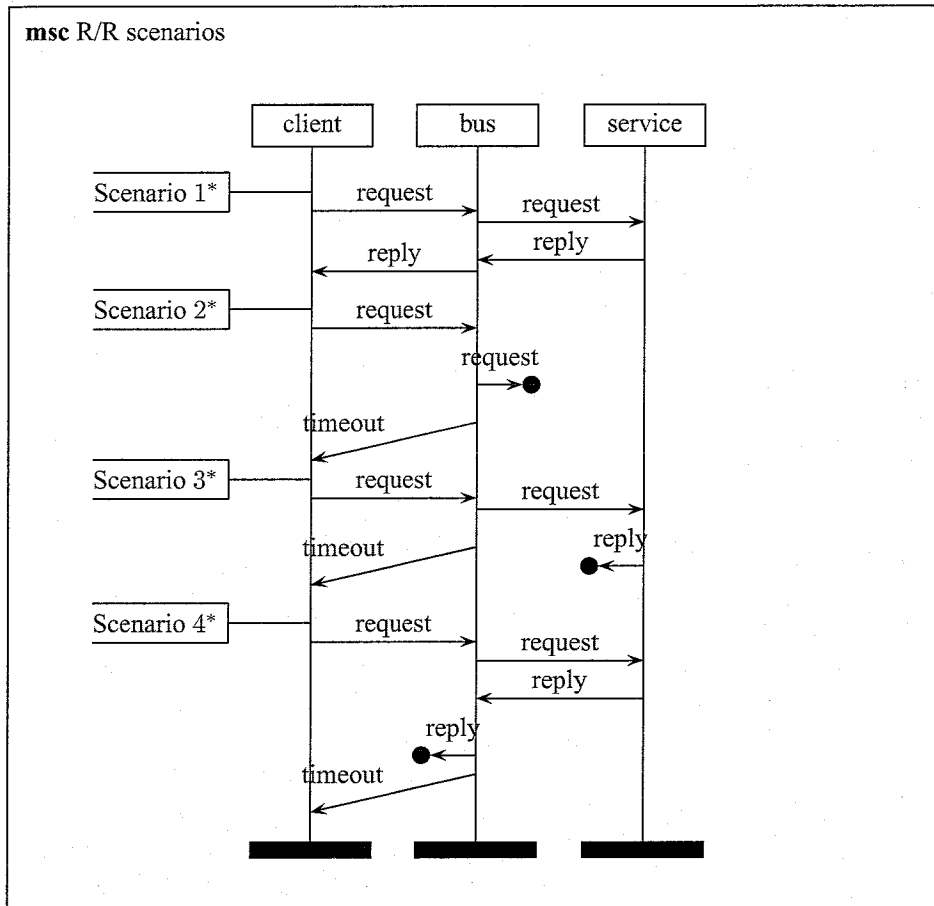 msc R/R scenarios
client bus service
Scenario 1*
request
request
reply
reply
Scenario 2*
request
request
timeout
Scenario 3*
request
request
timeout
reply
Scenario 4*
request
request
reply
reply
timeout